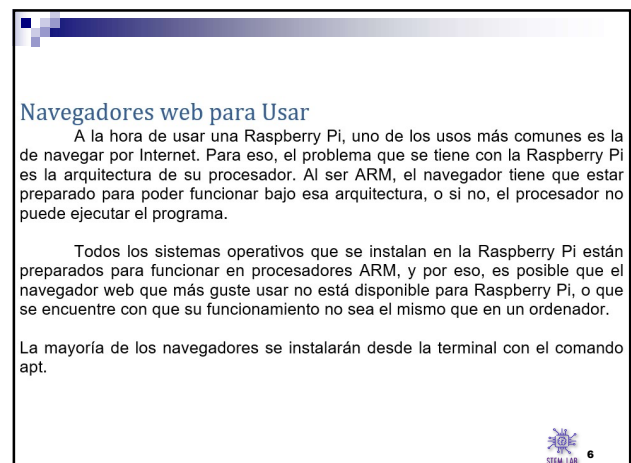 Navegadores web para Usar
A la hora de usar una Raspberry Pi, uno de los usos más comunes es la
de navegar por Internet. Para eso, el problema que se tiene con la Raspberry Pi
es la arquitectura de su procesador. Al ser ARM, el navegador tiene que estar
preparado para poder funcionar bajo esa arquitectura, o si no, el procesador no
puede ejecutar el programa.
Todos los sistemas operativos que se instalan en la Raspberry Pi están
preparados para funcionar en procesadores ARM, y por eso, es posible que el
navegador web que más guste usar no está disponible para Raspberry Pi, o que
se encuentre con que su funcionamiento no sea el mismo que en un ordenador.
La mayoría de los navegadores se instalarán desde la terminal con el comando
apt.
STEM LAB
6